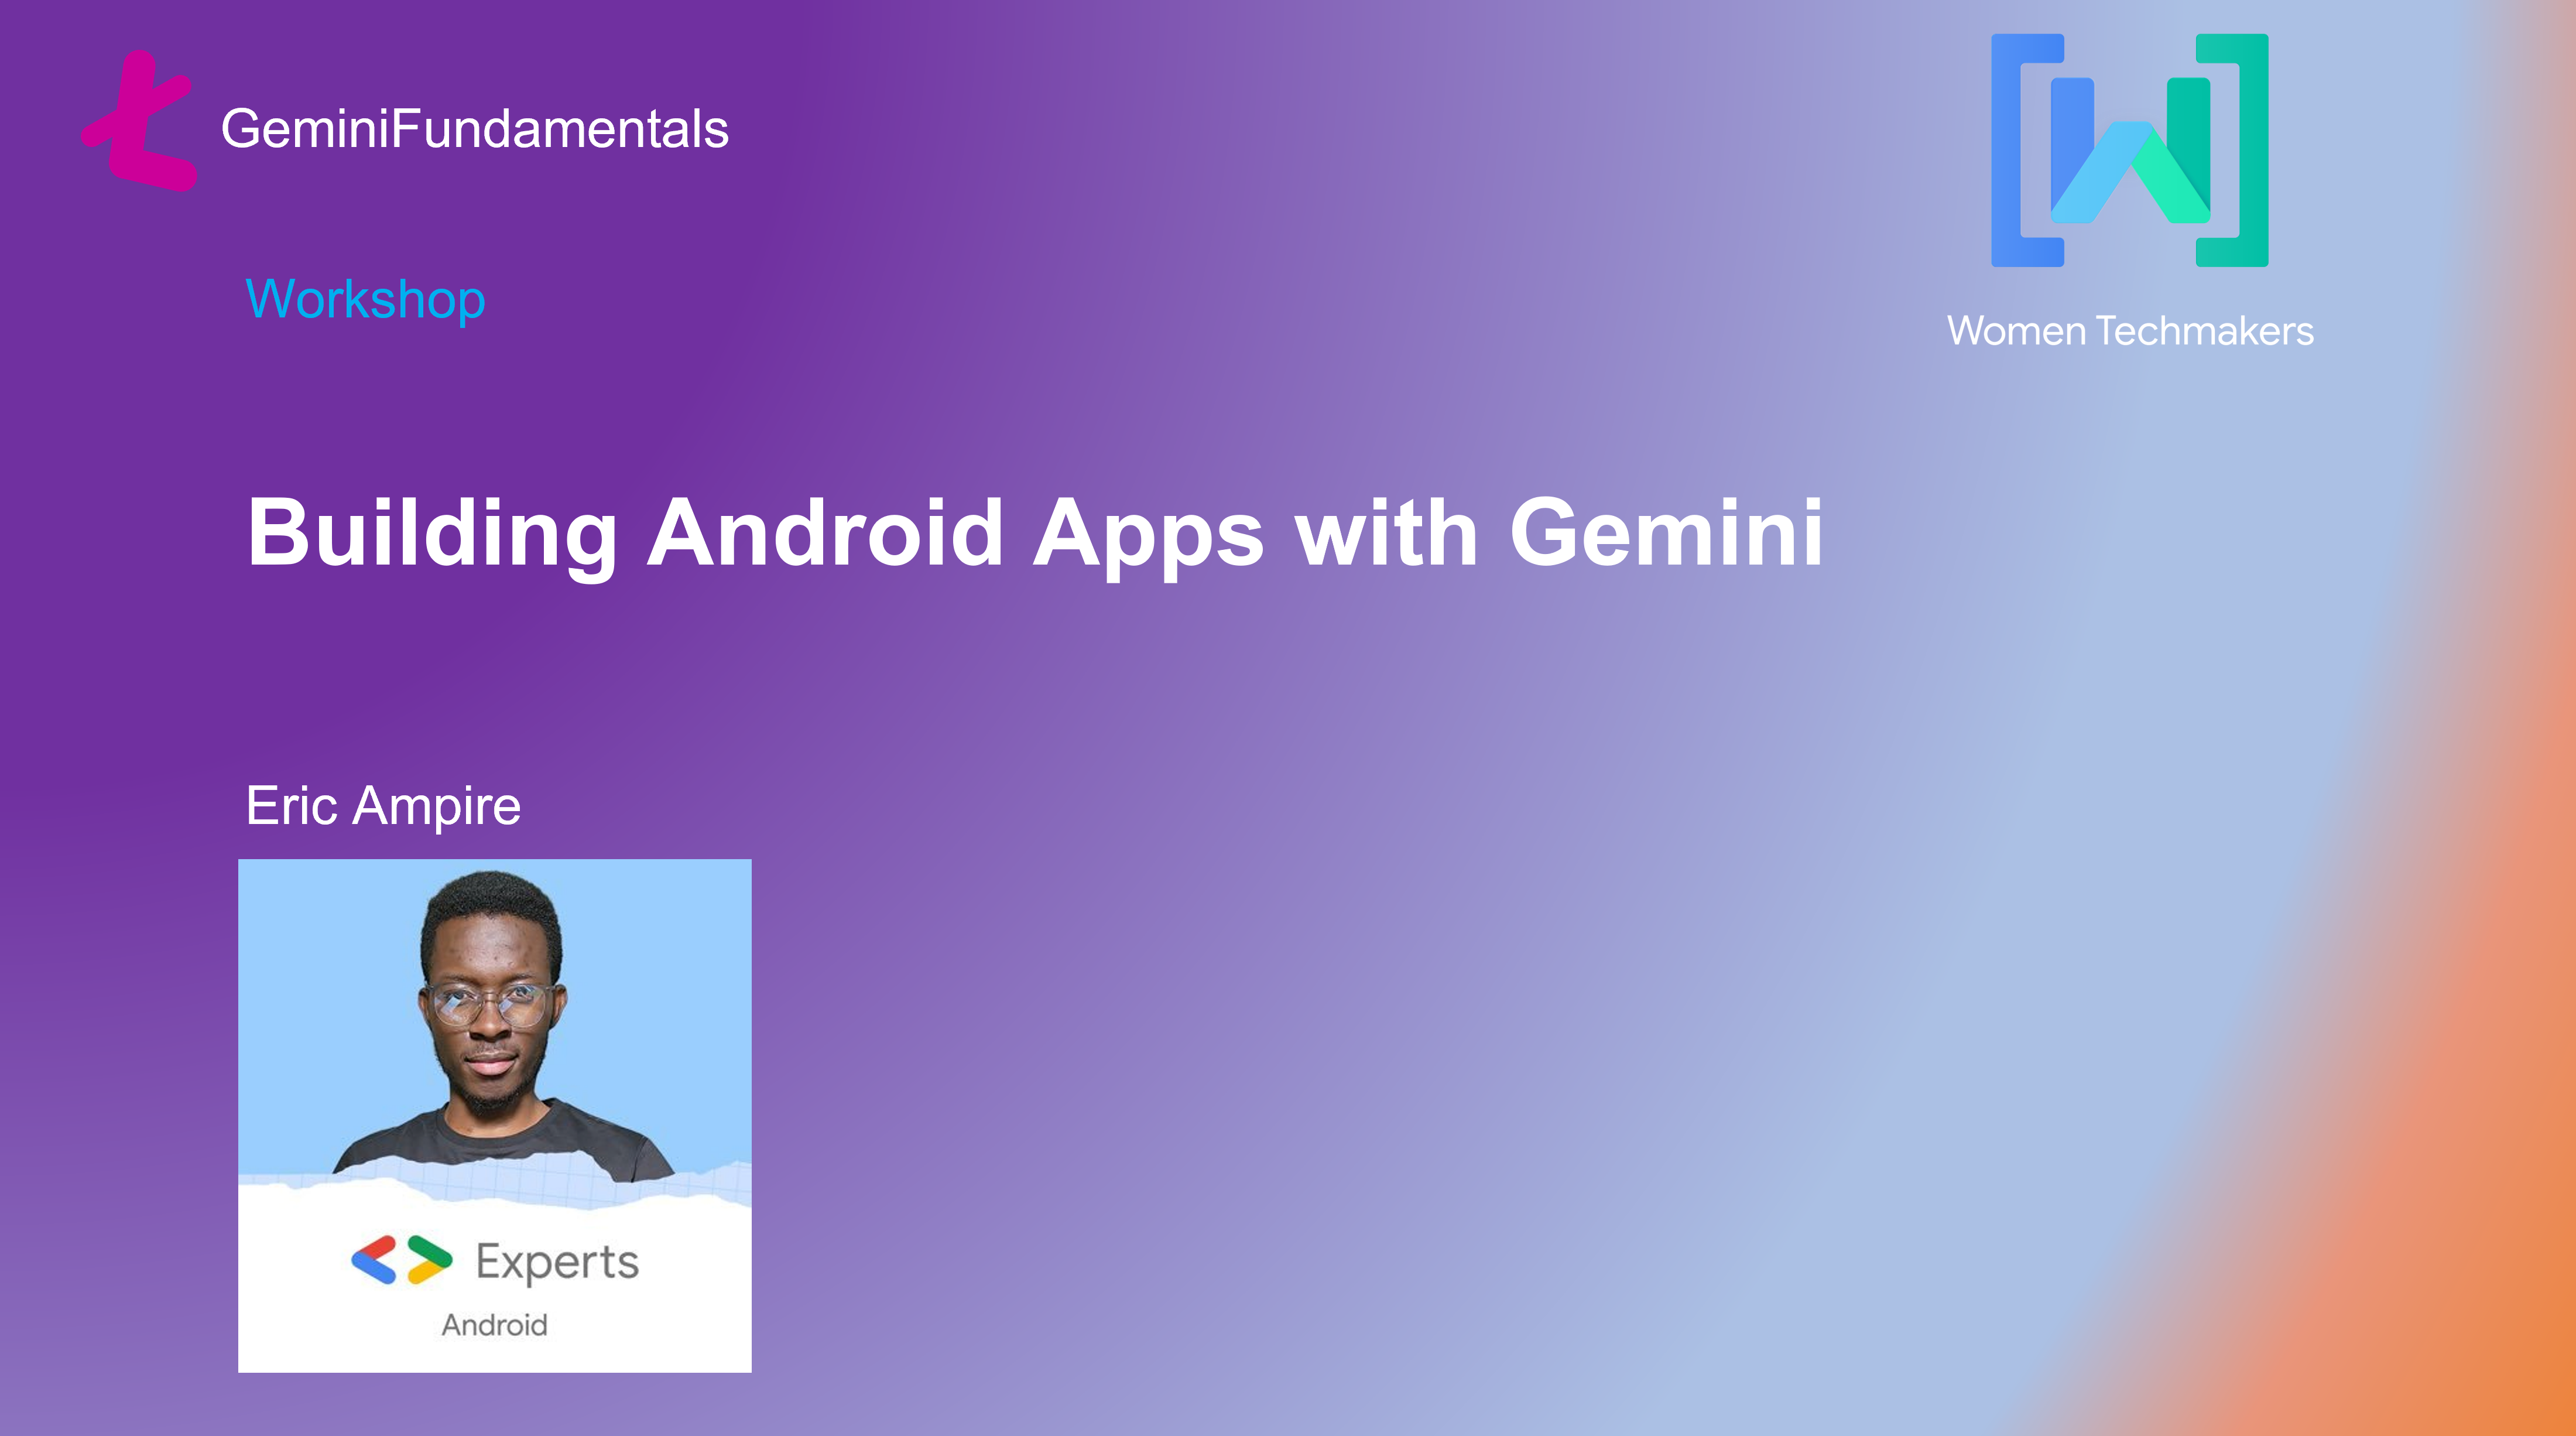 GeminiFundamentals
Women Techmakers
Workshop
Building Android Apps with Gemini
Eric Ampire
Experts
Android